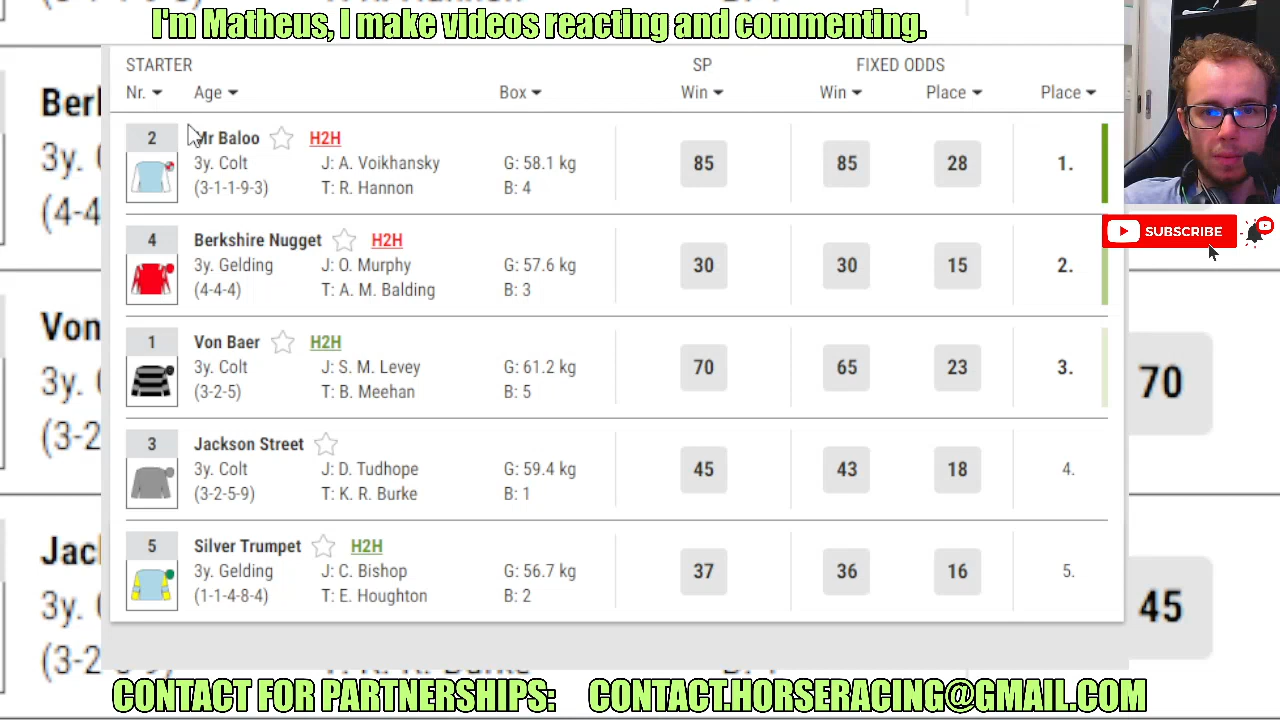 I'm Matheus, I make videos reacting and commenting.
STARTER SP FIXED ODDS
Nr. Age Box Win Win Place Place
2 Mr Baloo H2H
3y. Colt J: A. Voikhansky G: 58.1 kg 85 85 28 1.
(3-1-1-9-3) T: R. Hannon B: 4
SUBSCRIBE
4 Berkshire Nugget H2H
3y. Gelding J: O. Murphy G: 57.6 kg 30 30 15 2.
(4-4-4) T: A. M. Balding B: 3
1 Von Baer H2H
3y. Colt J: S. M. Levey G: 61.2 kg 70 65 23 3.
(3-2-5) T: B. Meehan B: 5
3 Jackson Street
3y. Colt J: D. Tudhope G: 59.4 kg 45 43 18 4.
(3-2-5-9) T: K. R. Burke B: 1
5 Silver Trumpet H2H
3y. Gelding J: C. Bishop G: 56.7 kg 37 36 16 5.
(1-1-4-8-4) T: E. Houghton B: 2
70
45
CONTACT FOR PARTNERSHIPS: CONTACT.HORSERACING@GMAIL.COM